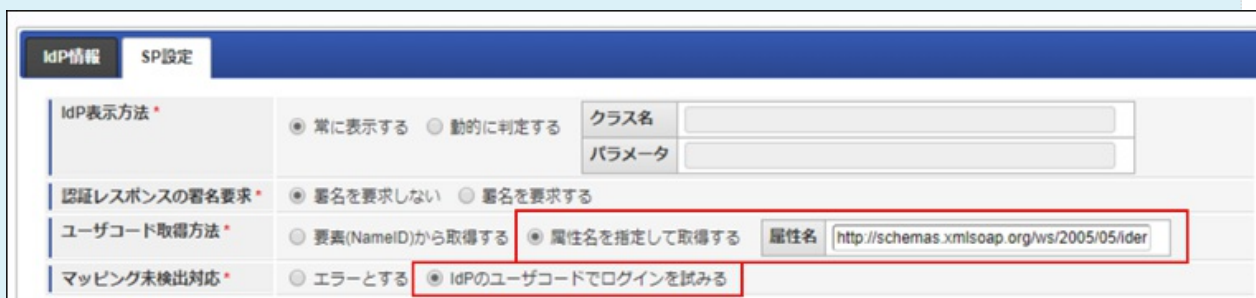 IdP情報 SP設定
IdP表示方法 * 常に表示する 動的に判定する クラス名
パラメータ
認証レスポンスの署名要求 * 署名を要求しない 署名を要求する
ユーザコード取得方法 * 要素(NameID)から取得する 属性名を指定して取得する 属性名 http://schemas.xmlsoap.org/ws/2005/05/ider
マッピング未検出対応 * エラーとする IdPのユーザコードでログインを試みる